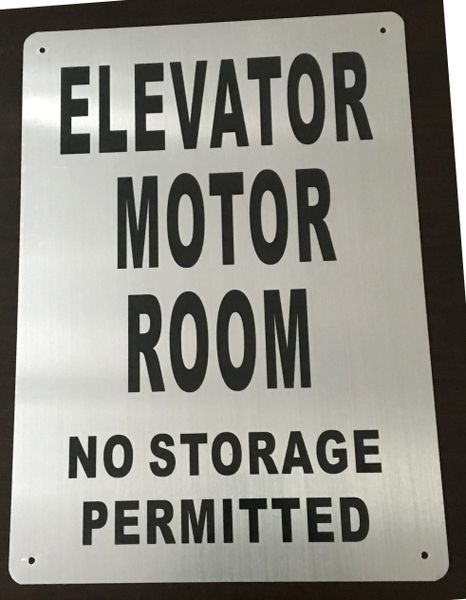 ELEVATOR
MOTOR
ROOM
NO STORAGE
PERMITTED